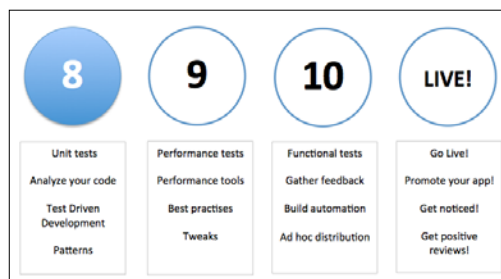 8
9
10
LIVE!
Unit tests
Analyze your code
Test Driven
Development
Patterns
Performance tests
Performance tools
Best practises
Tweaks
Functional tests
Gather feedback
Build automation
Ad hoc distribution
Go Live!
Promote your app!
Get noticed!
Get positive
reviews!